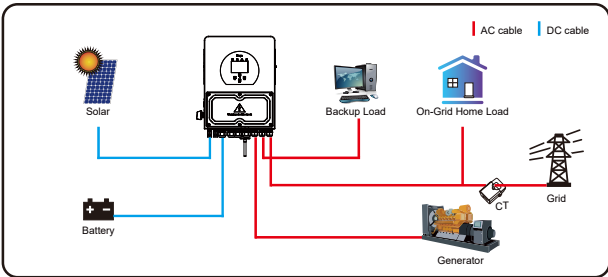 AC cable
DC cable
Solar
Backup Load
On-Grid Home Load
CT
Grid
Battery
Generator